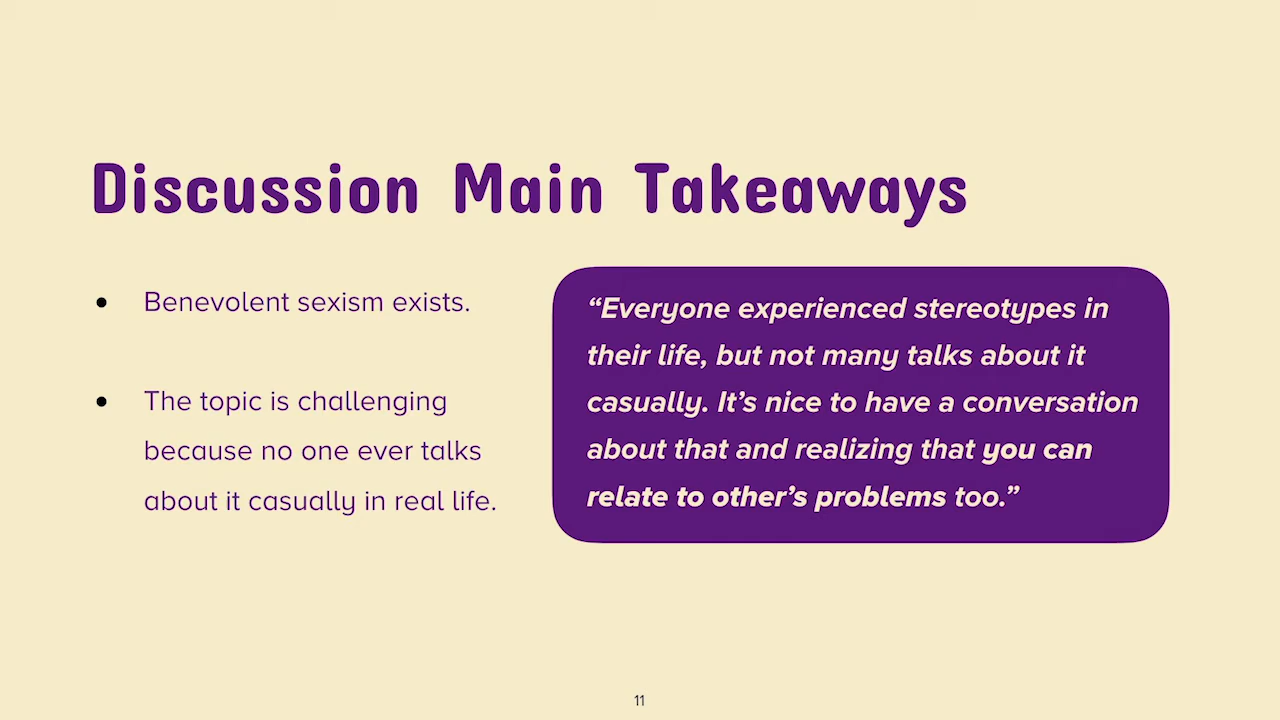 Discussion Main Takeaways
• Benevolent sexism exists.
• The topic is challenging
because no one ever talks
about it casually in real life.
“Everyone experienced stereotypes in
their life, but not many talks about it
casually. It’s nice to have a conversation
about that and realizing that you can
relate to other’s problems too.”
11